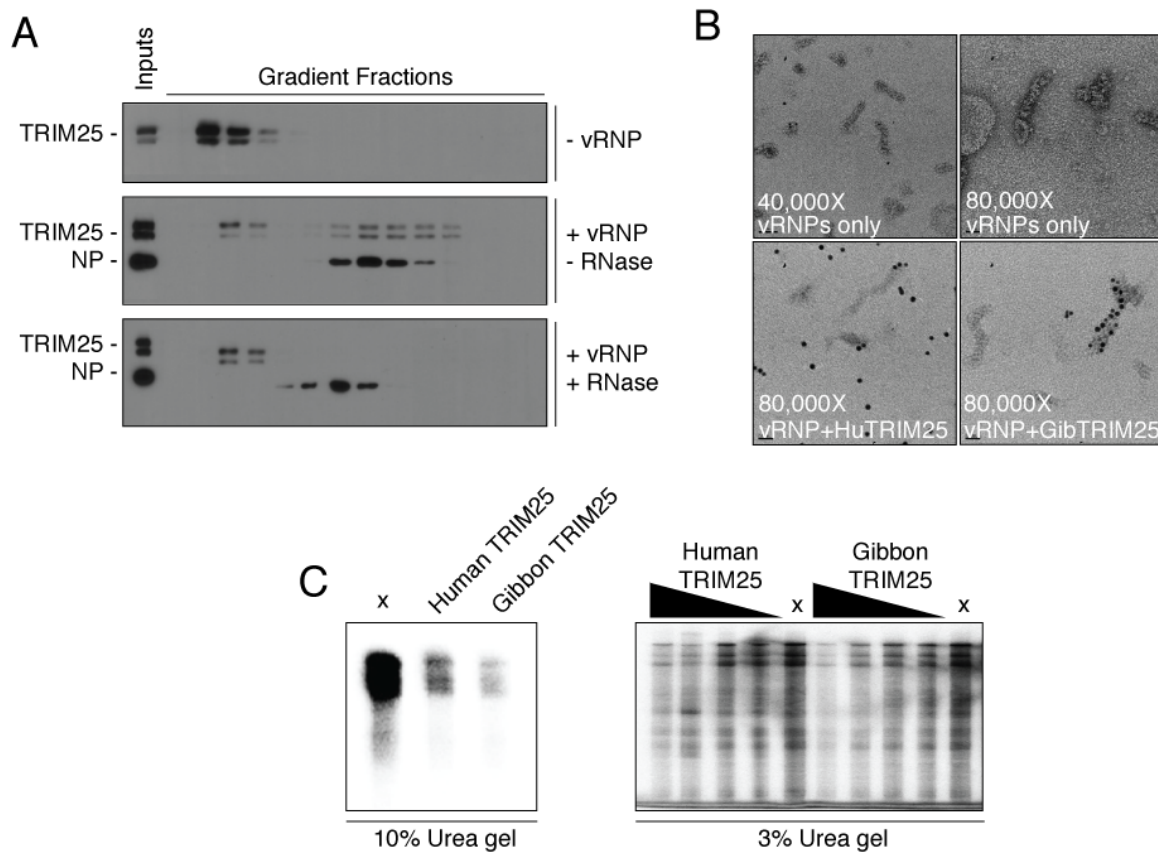 A
Inputs
Gradient Fractions
TRIM25 -
- vRNP
TRIM25 -
NP -
+ vRNP
- RNase
TRIM25 -
NP -
+ vRNP
+ RNase
B
40,000X
vRNPs only
80,000X
vRNPs only
80,000X
vRNP+HuTRIM25
80,000X
vRNP+GibTRIM25
C
x
Human TRIM25
Gibbon TRIM25
10% Urea gel
Human
TRIM25
x
Gibbon
TRIM25
x
3% Urea gel